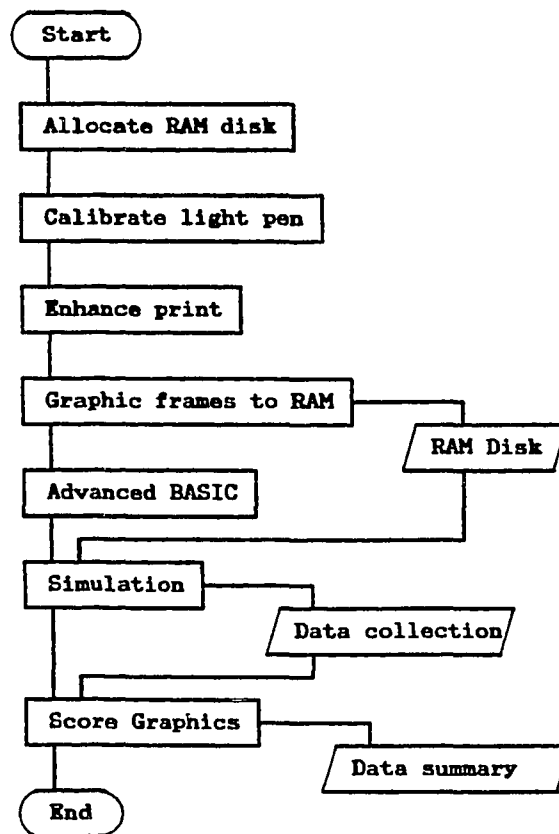 Start
Allocate RAM disk
Calibrate light pen
Enhance print
Graphic frames to RAM
RAM Disk
Advanced BASIC
Simulation
Data collection
Score Graphics
Data summary
End